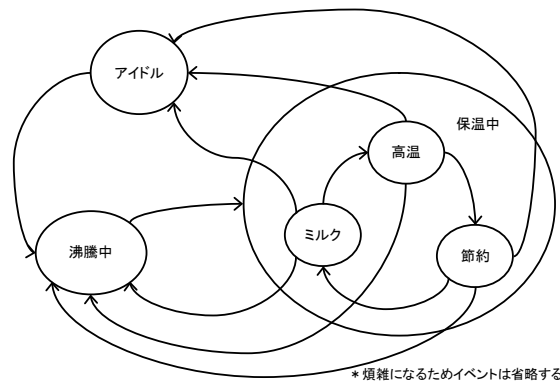 アイドル
保温中
高温
ミルク
沸騰中
節約
* 煩雑になるためイベントは省略する